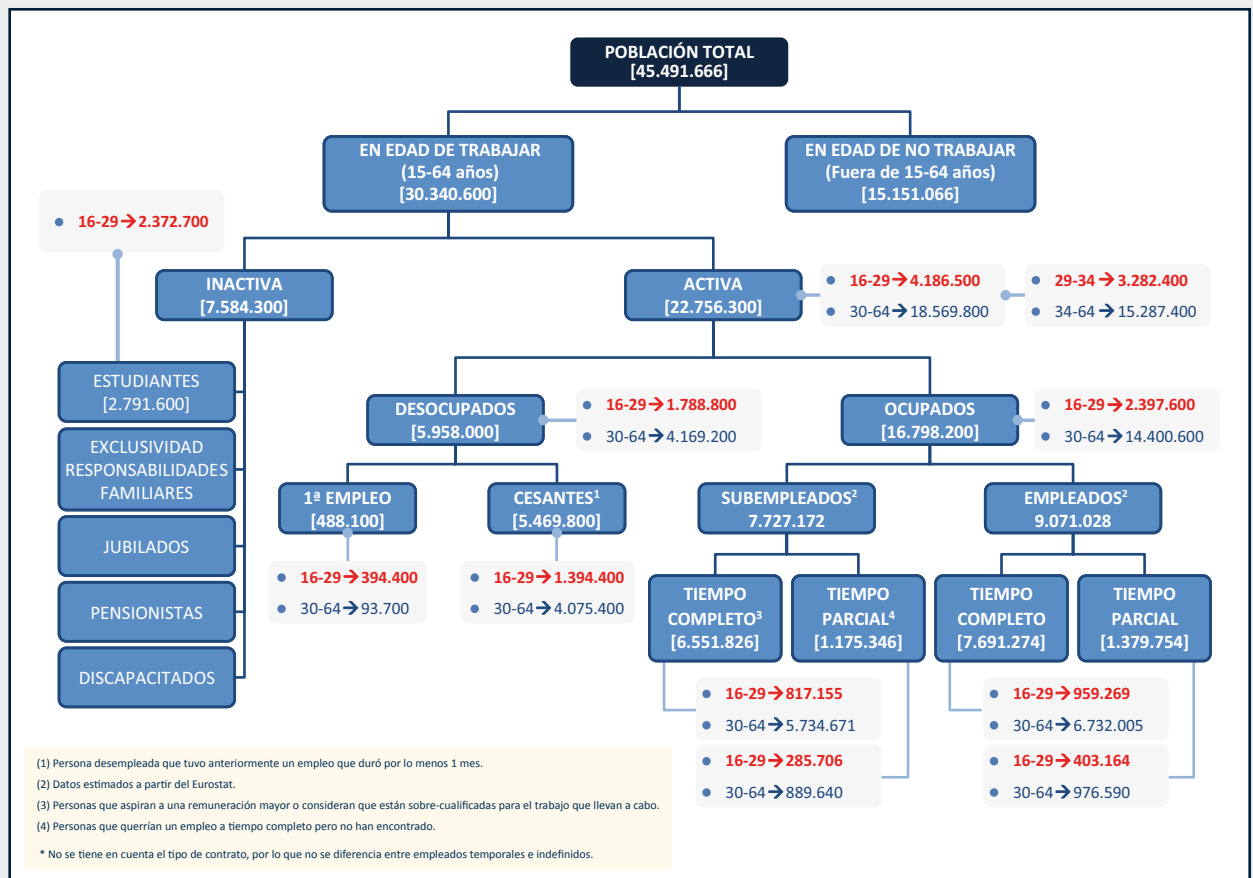 POBLACIÓN TOTAL
[45.491.666]
EN EDAD DE TRABAJAR
(15-64 años)
[30.340.600]
EN EDAD DE NO TRABAJAR
(Fuera de 15-64 años)
[15.151.066]
16-29 → 2.372.700
INACTIVA
[7.584.300]
ACTIVA
[22.756.300]
16-29 → 4.186.500
30-64 → 18.569.800
29-34 → 3.282.400
34-64 → 15.287.400
ESTUDIANTES
[2.791.600]
EXCLUSIVIDAD
RESPONSABILIDADES
FAMILIARES
JUBILADOS
PENSIONISTAS
DISCAPACITADOS
DESOCUPADOS
[5.958.000]
16-29 → 1.788.800
30-64 → 4.169.200
OCUPADOS
[16.798.200]
16-29 → 2.397.600
30-64 → 14.400.600
1ª EMPLEO
[488.100]
CESANTES1
[5.469.800]
SUBEMPLEADOS2
7.727.172
EMPLEADOS2
9.071.028
16-29 → 394.400
30-64 → 93.700
16-29 → 1.394.400
30-64 → 4.075.400
TIEMPO
COMPLETO3
[6.551.826]
TIEMPO
PARCIAL4
[1.175.346]
TIEMPO
COMPLETO
[7.691.274]
TIEMPO
PARCIAL
[1.379.754]
16-29 → 817.155
30-64 → 5.734.671
16-29 → 285.706
30-64 → 889.640
16-29 → 959.269
30-64 → 6.732.005
16-29 → 403.164
30-64 → 976.590
(1) Persona desempleada que tuvo anteriormente un empleo que duró por lo menos 1 mes.
(2) Datos estimados a partir del Eurostat.
(3) Personas que aspiran a una remuneración mayor o consideran que están sobre-cualificadas para el trabajo que llevan a cabo.
(4) Personas que querrían un empleo a tiempo completo pero no han encontrado.
* No se tiene en cuenta el tipo de contrato, por lo que no se diferencia entre empleados temporales e indefinidos.